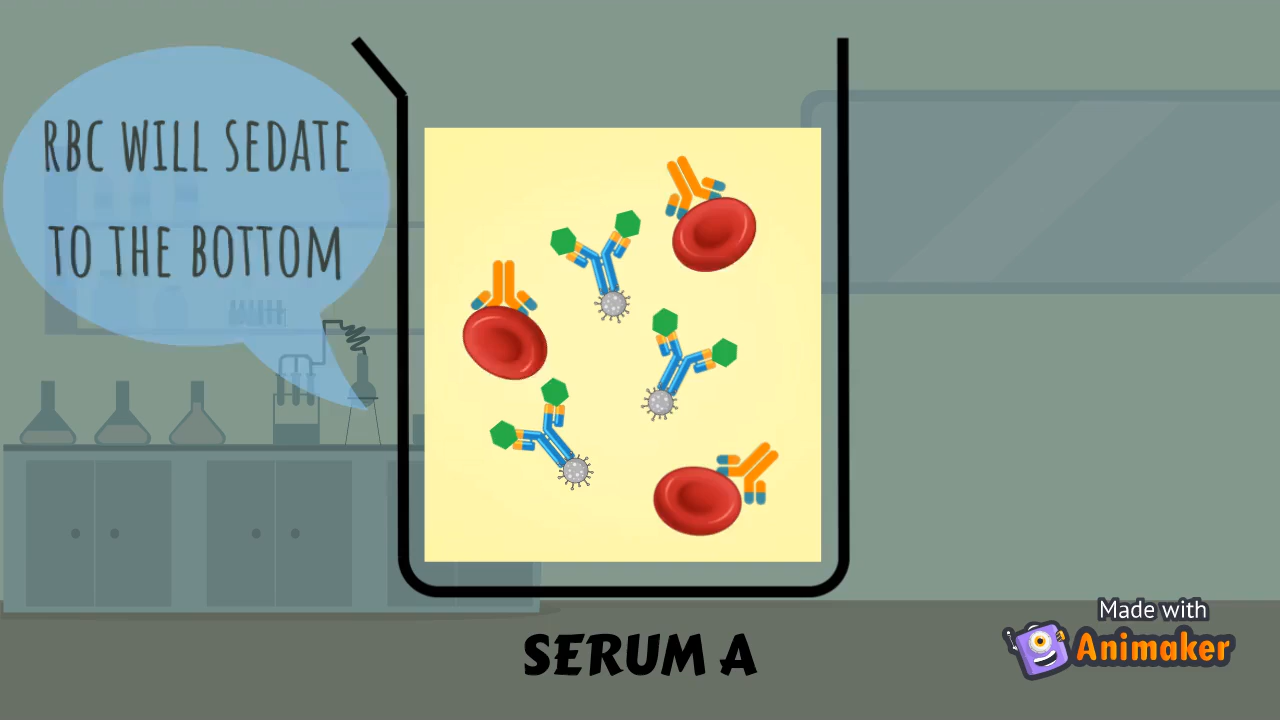 RBC WILL SEDATE
TO THE BOTTOM
SERUM A
Made with
Animaker